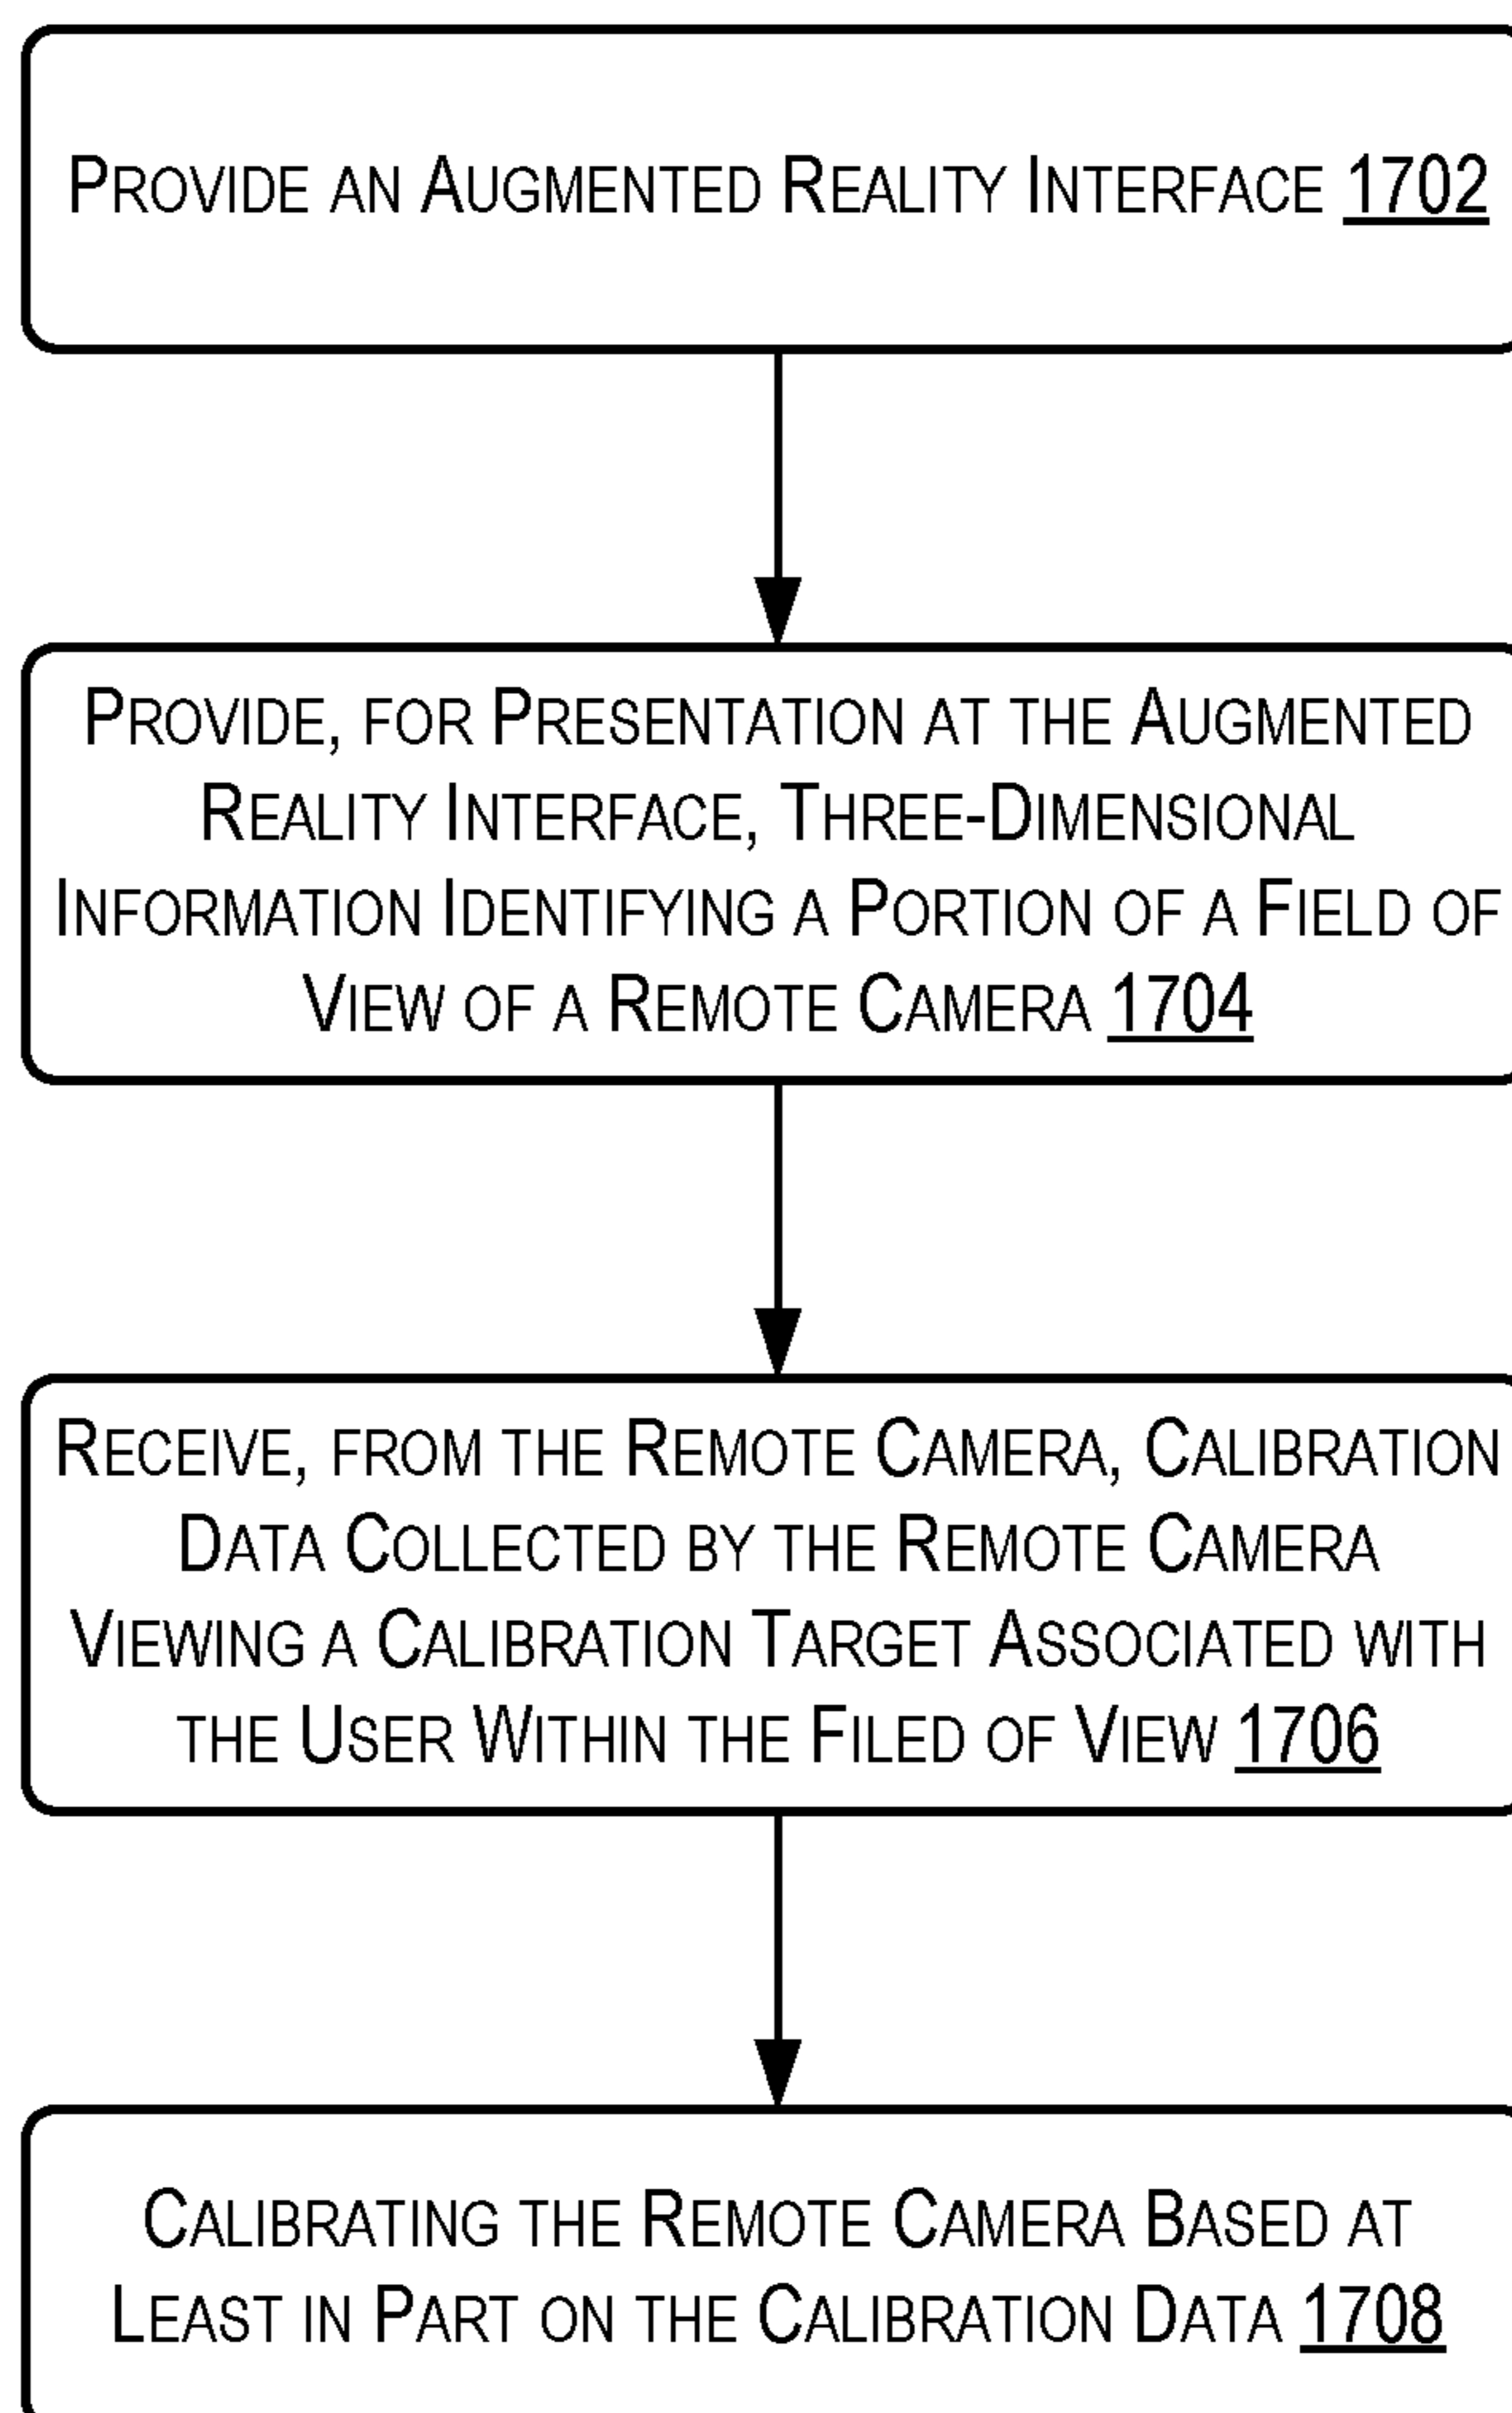 PROVIDE AN AUGMENTED REALITY INTERFACE 1702
PROVIDE, FOR PRESENTATION AT THE AUGMENTED
REALITY INTERFACE, THREE-DIMENSIONAL
INFORMATION IDENTIFYING A PORTION OF A FIELD OF
VIEW OF A REMOTE CAMERA 1704
RECEIVE, FROM THE REMOTE CAMERA, CALIBRATION
DATA COLLECTED BY THE REMOTE CAMERA
VIEWING A CALIBRATION TARGET ASSOCIATED WITH
THE USER WITHIN THE FILED OF VIEW 1706
CALIBRATING THE REMOTE CAMERA BASED AT
LEAST IN PART ON THE CALIBRATION DATA 1708